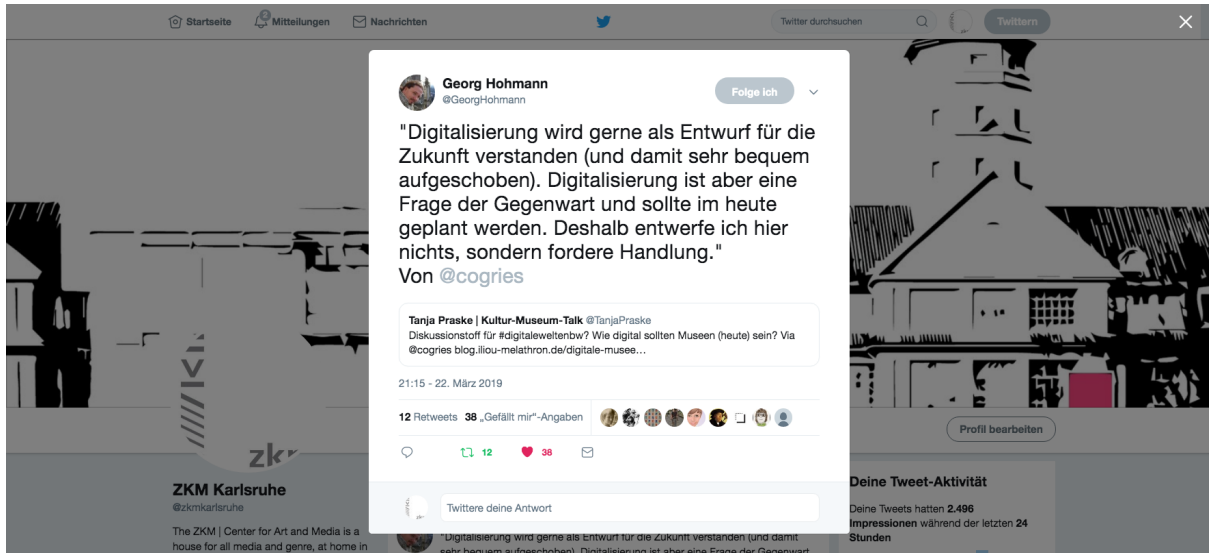 Startseite
2
Mitteilungen
Nachrichten
Twitter durchsuchen
Twittern
Georg Hohmann
@GeorgHohmann
Folge ich
"Digitalisierung wird gerne als Entwurf für die
Zukunft verstanden (und damit sehr bequem
aufgeschoben). Digitalisierung ist aber eine
Frage der Gegenwart und sollte im heute
geplant werden. Deshalb entwerfe ich hier
nichts, sondern fordere Handlung."
Von @cogries
Tanja Praske | Kultur-Museum-Talk @TanjaPraske
Diskussionstoff für #digitaleweltenbw? Wie digital sollten Museen (heute) sein? Via
@cogries blog.iliou-melathron.de/digitale-musee...
21:15 - 22. März 2019
12 Retweets 38 „Gefällt mir“-Angaben
12 38
Twittere deine Antwort
zk
ZKM Karlsruhe
@zkmkarlsruhe
The ZKM | Center for Art and Media is a
house for all media and genre, at home in
"Digitalisierung wird gerne als Entwurf für die Zukunft verstanden (und damit
sehr bequem aufgeschoben). Digitalisierung ist aber eine Frage der Gegenwart
Profil bearbeiten
Deine Tweet-Aktivität
Deine Tweets hatten 2.496
Impressionen während der letzten 24
Stunden